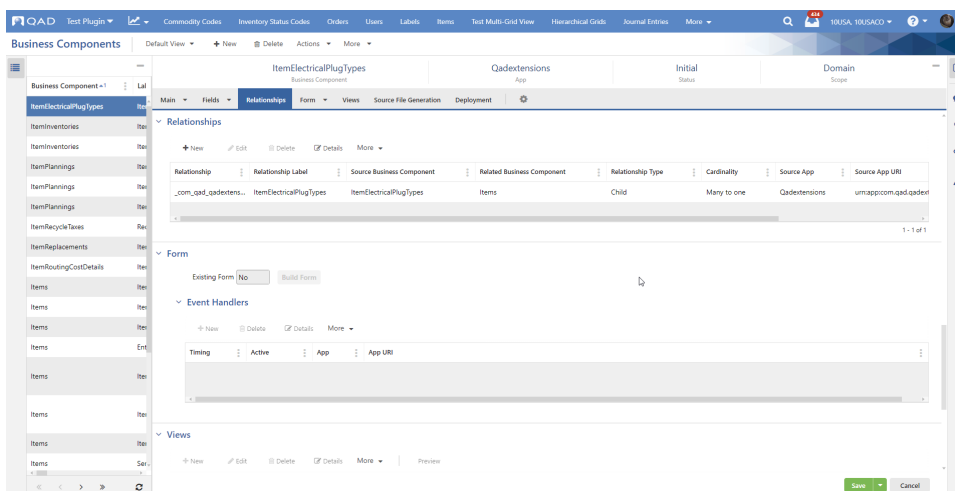 QAD Test Plugin Commodity Codes Inventory Status Codes Orders Users Labels Items Test Multi-Grid View Hierarchical Grids Journal Entries More 434 10USA, 10USACO
Business Components Default View + New Delete Actions More
ItemElectricalPlugTypes Qadextensions Initial Domain
Business Component App Status Scope
Business Component 1 Lal
Main Fields Relationships Form Views Source File Generation Deployment
ItemElectricalPlugTypes
ItemInventories
ItemInventories
ItemPlannings
ItemPlannings
ItemPlannings
ItemRecycleTaxes Rec
ItemReplacements
ItemRoutingCostDetails
Items
Items
Items
Items Ent
Items
Items
Items
Items Ser
Relationships
+ New Edit Delete Details More
Relationship Relationship Label Source Business Component Related Business Component Relationship Type Cardinality Source App Source App URI
_com_qad_qadextens... ItemElectricalPlugTypes ItemElectricalPlugTypes Items Child Many to one Qadextensions urn:app:com.qad.qadext
1 - 1 of 1
Form
Existing Form No Build Form
Event Handlers
+ New Delete Details More
Timing Active App App URI
Views
+ New Edit Delete Details More Preview
Save Cancel